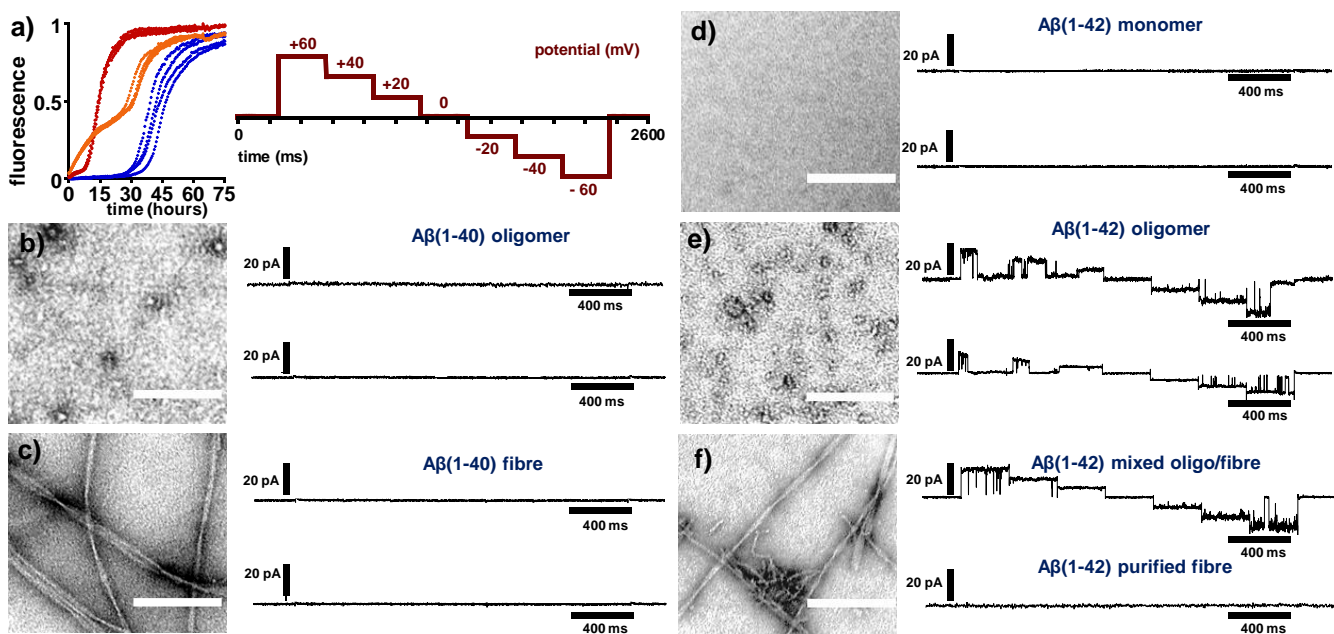 a)
fluorescence
1
0.5
0
0 15 30 45 60 75
time (hours)
potential (mV)
+60
+40
+20
0
-20
-40
- 60
0
2600
time (ms)
b)
Aβ(1-40) oligomer
20 pA
400 ms
20 pA
400 ms
c)
Aβ(1-40) fibre
20 pA
400 ms
20 pA
400 ms
d)
Aβ(1-42) monomer
20 pA
400 ms
20 pA
400 ms
e)
Aβ(1-42) oligomer
20 pA
400 ms
20 pA
400 ms
f)
Aβ(1-42) mixed oligo/fibre
20 pA
400 ms
Aβ(1-42) purified fibre
20 pA
400 ms